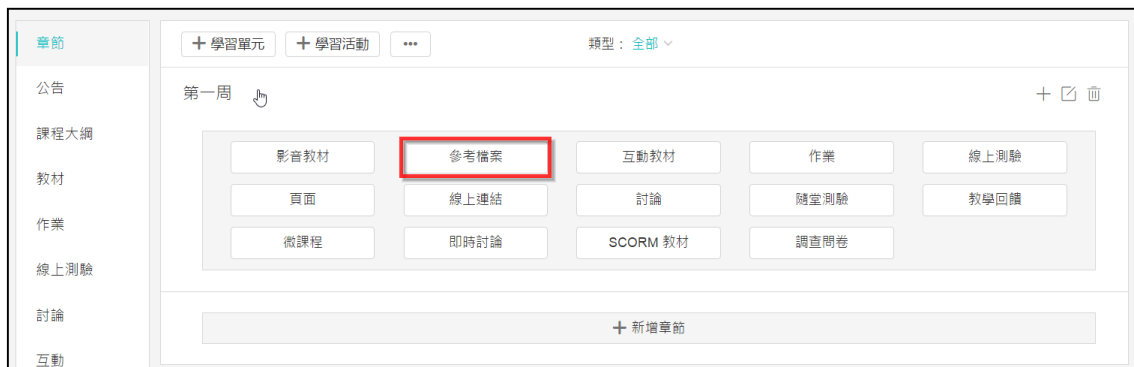 章節
公告
課程大綱
教材
作業
線上測驗
討論
互動
+ 學習單元 + 學習活動 ••• 類型： 全部
第一周
影音教材 參考檔案 互動教材 作業 線上測驗
頁面 線上連結 討論 隨堂測驗 教學回饋
微課程 即時討論 SCORM 教材 調查問卷
+ 新增章節